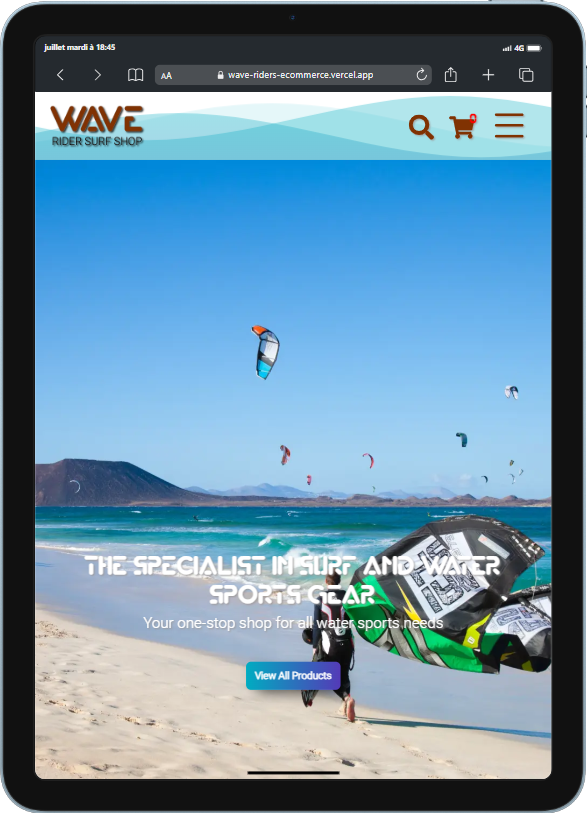 juillet mardi à 18:45
4G
AA
wave-riders-ecommerce.vercel.app
WAVE
RIDER SURF SHOP
0
THE SPECIALIST IN SURF AND WATER
SPORTS GEAR
Your one-stop shop for all water sports needs
View All Products